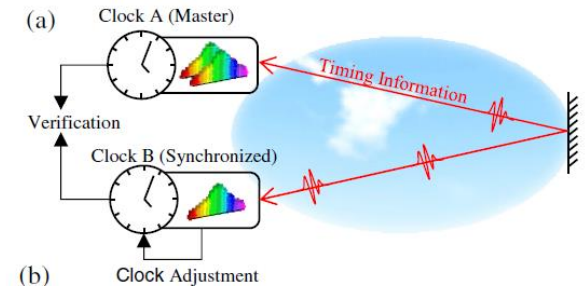 (a)
Clock A (Master)
Timing Information
Verification
Clock B (Synchronized)
Clock Adjustment
(b)